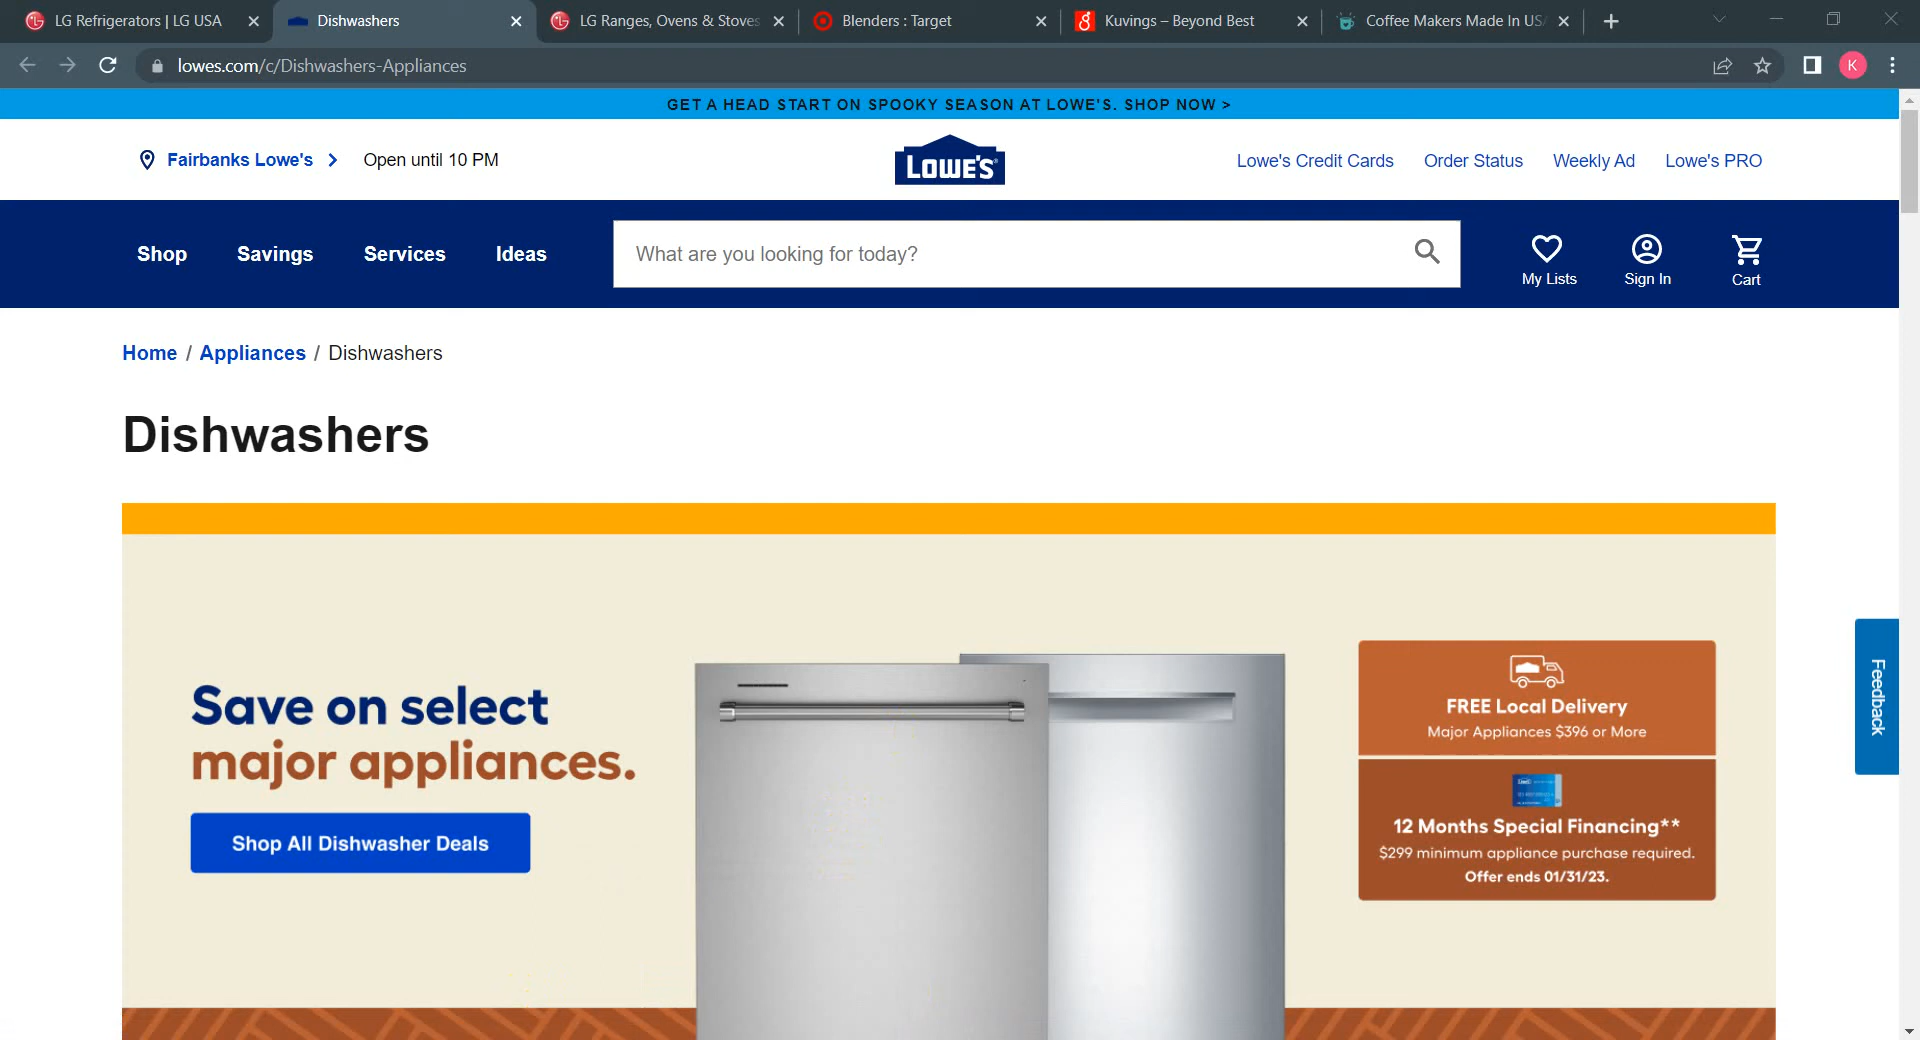 LG Refrigerators | LG USA
Dishwashers
LG Ranges, Ovens & Stoves
Blenders : Target
Kuvings – Beyond Best
Coffee Makers Made In USA
lowes.com/c/Dishwashers-Appliances
K
GET A HEAD START ON SPOOKY SEASON AT LOWE'S. SHOP NOW >
Fairbanks Lowe's
Open until 10 PM
LOWE'S
Lowe's Credit Cards
Order Status
Weekly Ad
Lowe's PRO
Shop
Savings
Services
Ideas
What are you looking for today?
My Lists
Sign In
Cart
Home / Appliances / Dishwashers
Dishwashers
Save on select
major appliances.
Shop All Dishwasher Deals
FREE Local Delivery
Major Appliances $396 or More
12 Months Special Financing**
$299 minimum appliance purchase required.
Offer ends 01/31/23.
Feedback